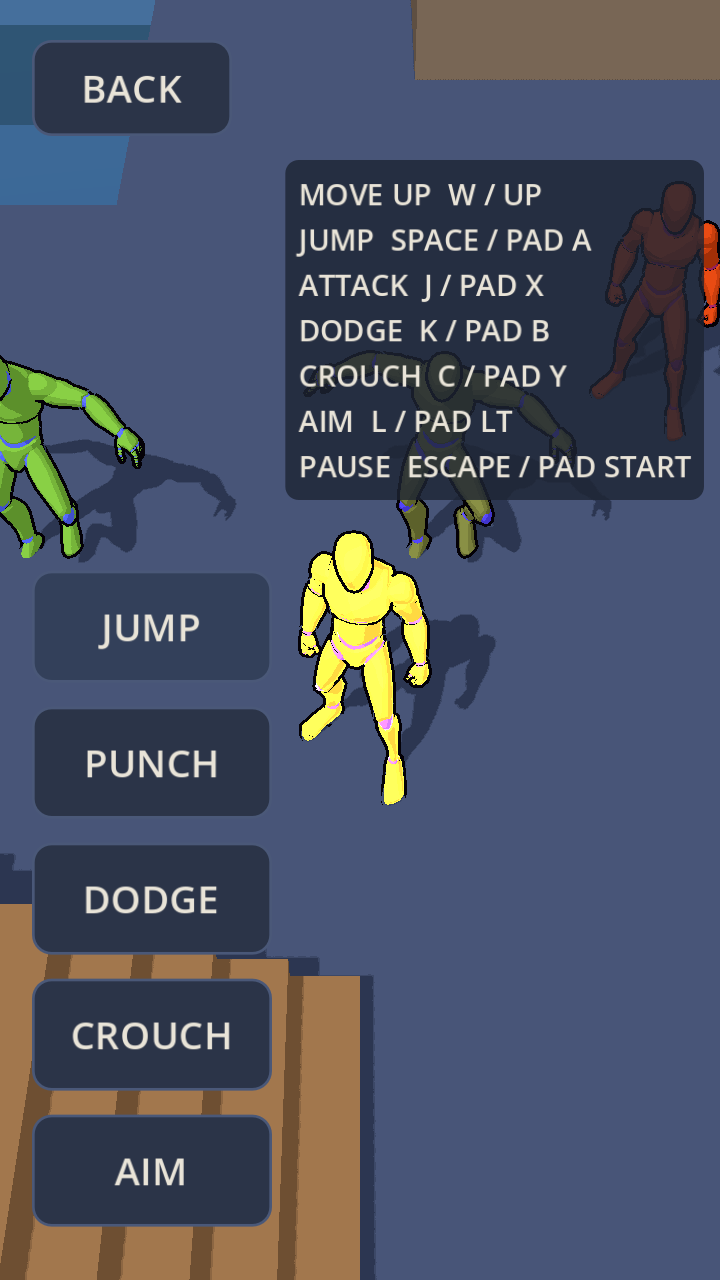 BACK
MOVE UP W / UP
JUMP SPACE / PAD A
ATTACK J / PAD X
DODGE K / PAD B
CROUCH C / PAD Y
AIM L / PAD LT
PAUSE ESCAPE / PAD START
JUMP
PUNCH
DODGE
CROUCH
AIM